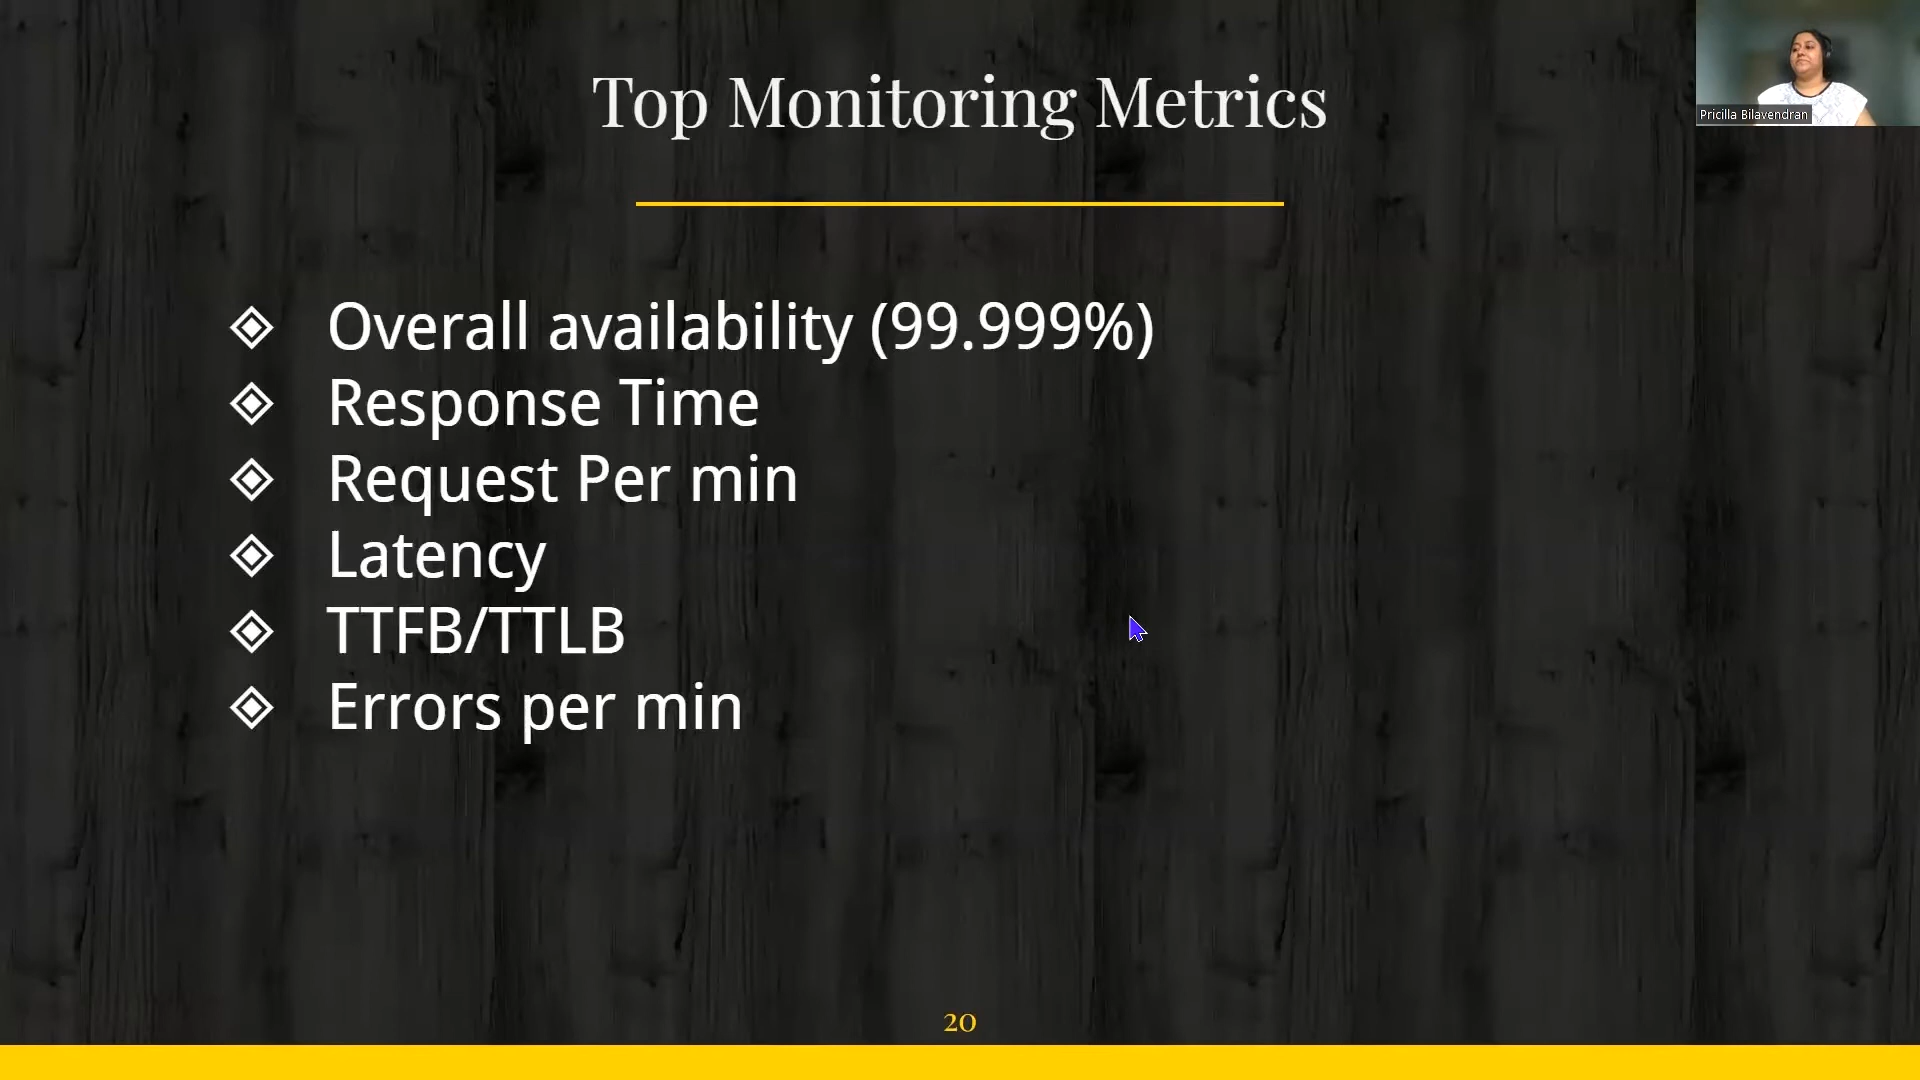 Top Monitoring Metrics
Pricilla Bilavendran
Overall availability (99.999%)
Response Time
Request Per min
Latency
TTFB/TTLB
Errors per min
20